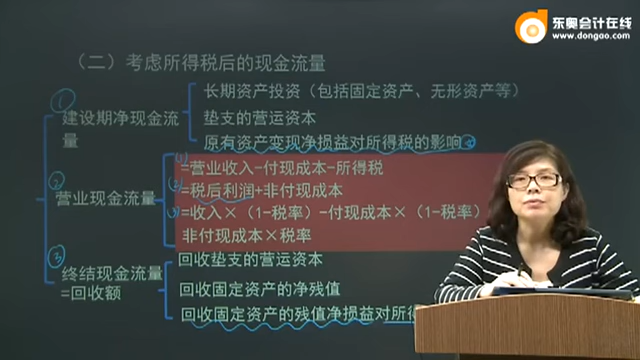 东奥会计在线
www.dongao.com
（二）考虑所得税后的现金流量
①
建设期净现金流
量
长期资产投资（包括固定资产、无形资产等）
垫支的营运资本
原有资产变现净损益对所得税的影响
②
营业现金流量
(1)
=营业收入-付现成本-所得税
(2)
=税后利润+非付现成本
(3)
=收入×（1-税率）-付现成本×（1-税率）
非付现成本×税率
③
终结现金流量
=回收额
回收垫支的营运资本
回收固定资产的净残值
回收固定资产的残值净损益对所得